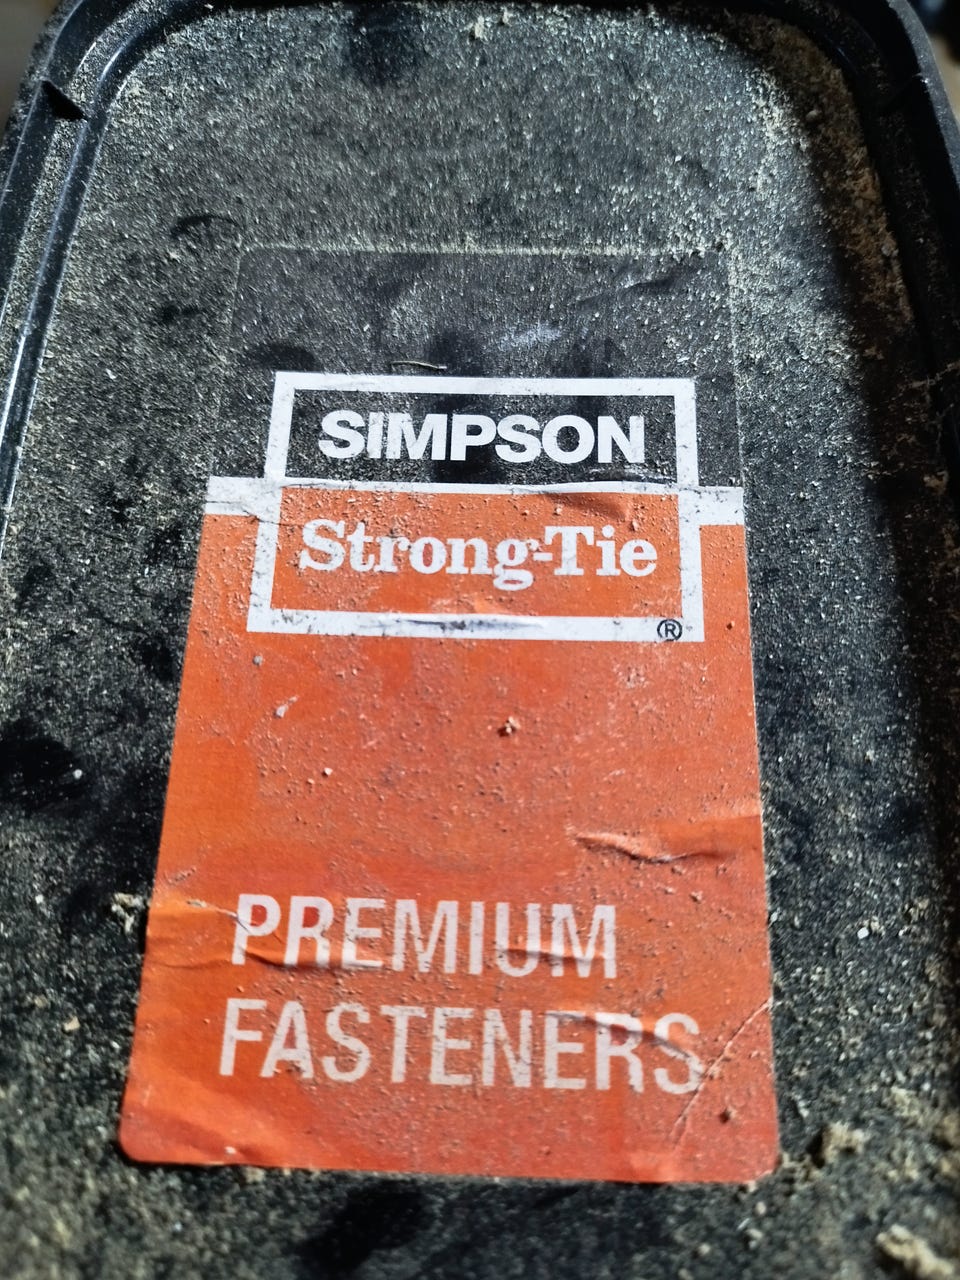 SIMPSON
Strong-Tie
®
PREMIUM
FASTENERS